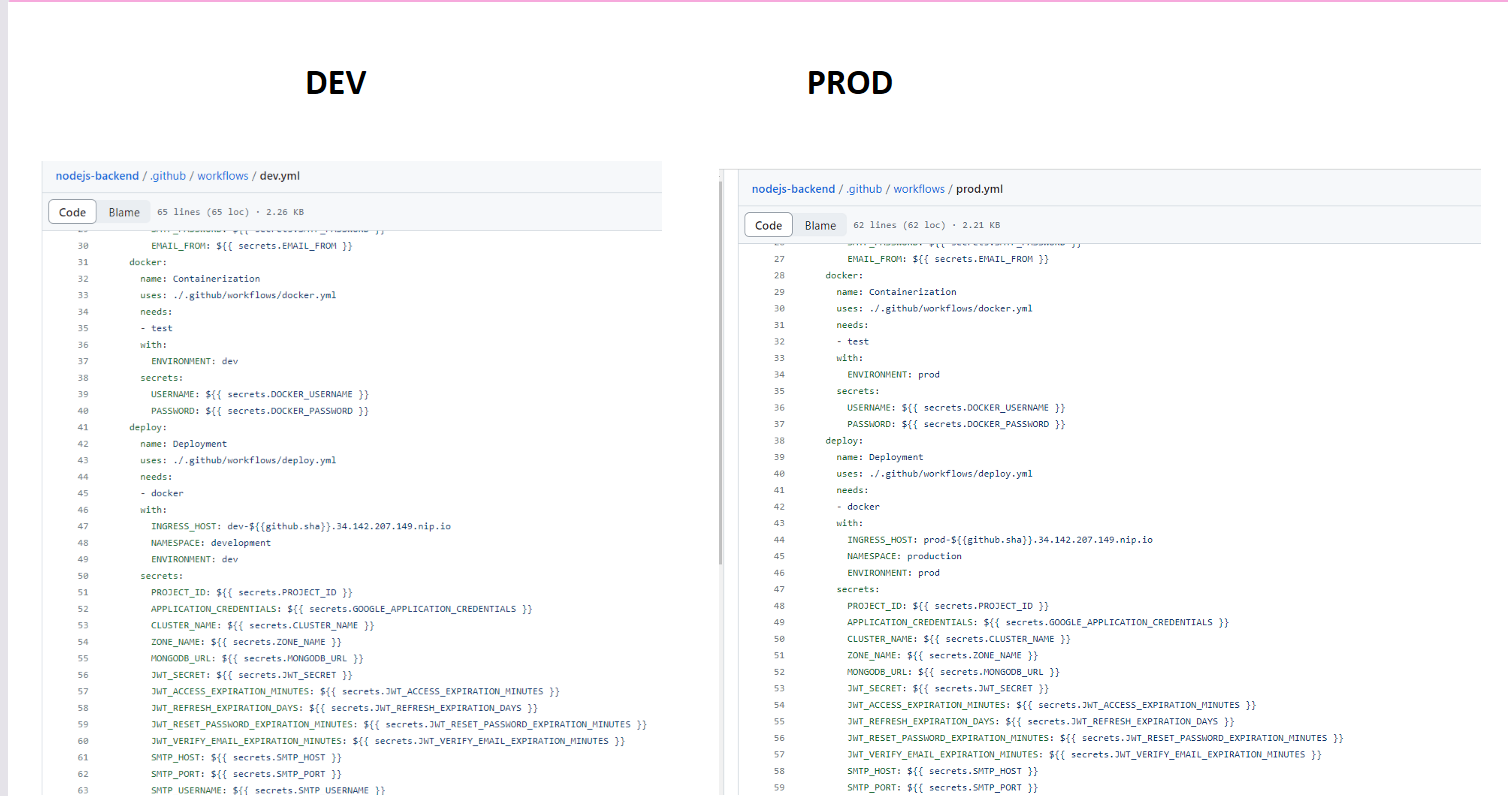 DEV
nodejs-backend / .github / workflows / dev.yml
Code Blame 65 lines (65 loc) · 2.26 KB
30 EMAIL_FROM: ${{ secrets.EMAIL_FROM }}
31 docker:
32 name: Containerization
33 uses: ./.github/workflows/docker.yml
34 needs:
35 - test
36 with:
37 ENVIRONMENT: dev
38 secrets:
39 USERNAME: ${{ secrets.DOCKER_USERNAME }}
40 PASSWORD: ${{ secrets.DOCKER_PASSWORD }}
41 deploy:
42 name: Deployment
43 uses: ./.github/workflows/deploy.yml
44 needs:
45 - docker
46 with:
47 INGRESS_HOST: dev-${{github.sha}}.34.142.207.149.nip.io
48 NAMESPACE: development
49 ENVIRONMENT: dev
50 secrets:
51 PROJECT_ID: ${{ secrets.PROJECT_ID }}
52 APPLICATION_CREDENTIALS: ${{ secrets.GOOGLE_APPLICATION_CREDENTIALS }}
53 CLUSTER_NAME: ${{ secrets.CLUSTER_NAME }}
54 ZONE_NAME: ${{ secrets.ZONE_NAME }}
55 MONGODB_URL: ${{ secrets.MONGODB_URL }}
56 JWT_SECRET: ${{ secrets.JWT_SECRET }}
57 JWT_ACCESS_EXPIRATION_MINUTES: ${{ secrets.JWT_ACCESS_EXPIRATION_MINUTES }}
58 JWT_REFRESH_EXPIRATION_DAYS: ${{ secrets.JWT_REFRESH_EXPIRATION_DAYS }}
59 JWT_RESET_PASSWORD_EXPIRATION_MINUTES: ${{ secrets.JWT_RESET_PASSWORD_EXPIRATION_MINUTES }}
60 JWT_VERIFY_EMAIL_EXPIRATION_MINUTES: ${{ secrets.JWT_VERIFY_EMAIL_EXPIRATION_MINUTES }}
61 SMTP_HOST: ${{ secrets.SMTP_HOST }}
62 SMTP_PORT: ${{ secrets.SMTP_PORT }}
63 SMTP_USERNAME: ${{ secrets.SMTP_USERNAME }}
PROD
nodejs-backend / .github / workflows / prod.yml
Code Blame 62 lines (62 loc) · 2.21 KB
27 EMAIL_FROM: ${{ secrets.EMAIL_FROM }}
28 docker:
29 name: Containerization
30 uses: ./.github/workflows/docker.yml
31 needs:
32 - test
33 with:
34 ENVIRONMENT: prod
35 secrets:
36 USERNAME: ${{ secrets.DOCKER_USERNAME }}
37 PASSWORD: ${{ secrets.DOCKER_PASSWORD }}
38 deploy:
39 name: Deployment
40 uses: ./.github/workflows/deploy.yml
41 needs:
42 - docker
43 with:
44 INGRESS_HOST: prod-${{github.sha}}.34.142.207.149.nip.io
45 NAMESPACE: production
46 ENVIRONMENT: prod
47 secrets:
48 PROJECT_ID: ${{ secrets.PROJECT_ID }}
49 APPLICATION_CREDENTIALS: ${{ secrets.GOOGLE_APPLICATION_CREDENTIALS }}
50 CLUSTER_NAME: ${{ secrets.CLUSTER_NAME }}
51 ZONE_NAME: ${{ secrets.ZONE_NAME }}
52 MONGODB_URL: ${{ secrets.MONGODB_URL }}
53 JWT_SECRET: ${{ secrets.JWT_SECRET }}
54 JWT_ACCESS_EXPIRATION_MINUTES: ${{ secrets.JWT_ACCESS_EXPIRATION_MINUTES }}
55 JWT_REFRESH_EXPIRATION_DAYS: ${{ secrets.JWT_REFRESH_EXPIRATION_DAYS }}
56 JWT_RESET_PASSWORD_EXPIRATION_MINUTES: ${{ secrets.JWT_RESET_PASSWORD_EXPIRATION_MINUTES }}
57 JWT_VERIFY_EMAIL_EXPIRATION_MINUTES: ${{ secrets.JWT_VERIFY_EMAIL_EXPIRATION_MINUTES }}
58 SMTP_HOST: ${{ secrets.SMTP_HOST }}
59 SMTP_PORT: ${{ secrets.SMTP_PORT }}